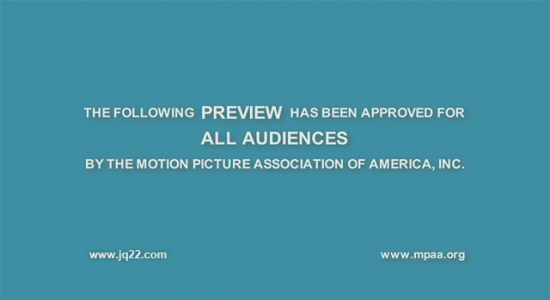 THE FOLLOWING PREVIEW HAS BEEN APPROVED FOR
ALL AUDIENCES
BY THE MOTION PICTURE ASSOCIATION OF AMERICA, INC.
www.jq22.com www.mpaa.org